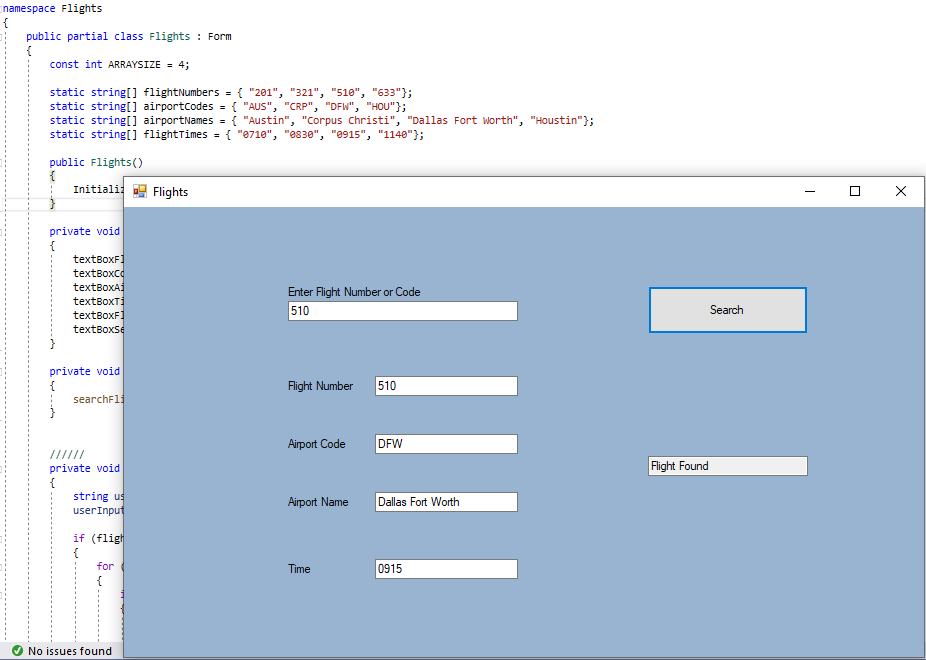 namespace Flights
{
public partial class Flights : Form
{
const int ARRAYSIZE = 4;
static string[] flightNumbers = { "201", "321", "510", "633"};
static string[] airportCodes = { "AUS", "CRP", "DFW", "HOU"};
static string[] airportNames = { "Austin", "Corpus Christi", "Dallas Fort Worth", "Houstin"};
static string[] flightTimes = { "0710", "0830", "0915", "1140"};
public Flights()
{
Initializ
}
private void
{
textBoxFl
textBoxCo
textBoxAi
textBoxTi
textBoxFl
textBoxSe
}
private void
{
searchFli
}
//////
private void
{
string us
userInput
if (fligh
{
for (
{
i
{
No issues found
Flights
Enter Flight Number or Code
510
Search
Flight Number
510
Airport Code
DFW
Flight Found
Airport Name
Dallas Fort Worth
Time
0915